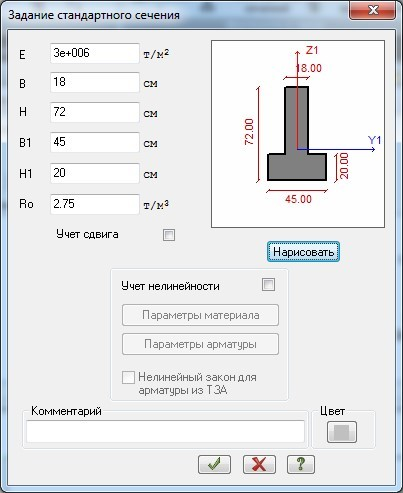 Задание стандартного сечения
E 3e+006 т/м²
B 18 см
H 72 см
B1 45 см
H1 20 см
Ro 2.75 т/м³
Z1
18.00
72.00
Y1
20.00
45.00
Учет сдвига
Нарисовать
Учет нелинейности
Параметры материала
Параметры арматуры
Нелинейный закон для
арматуры из ТЗА
Комментарий
Цвет
?